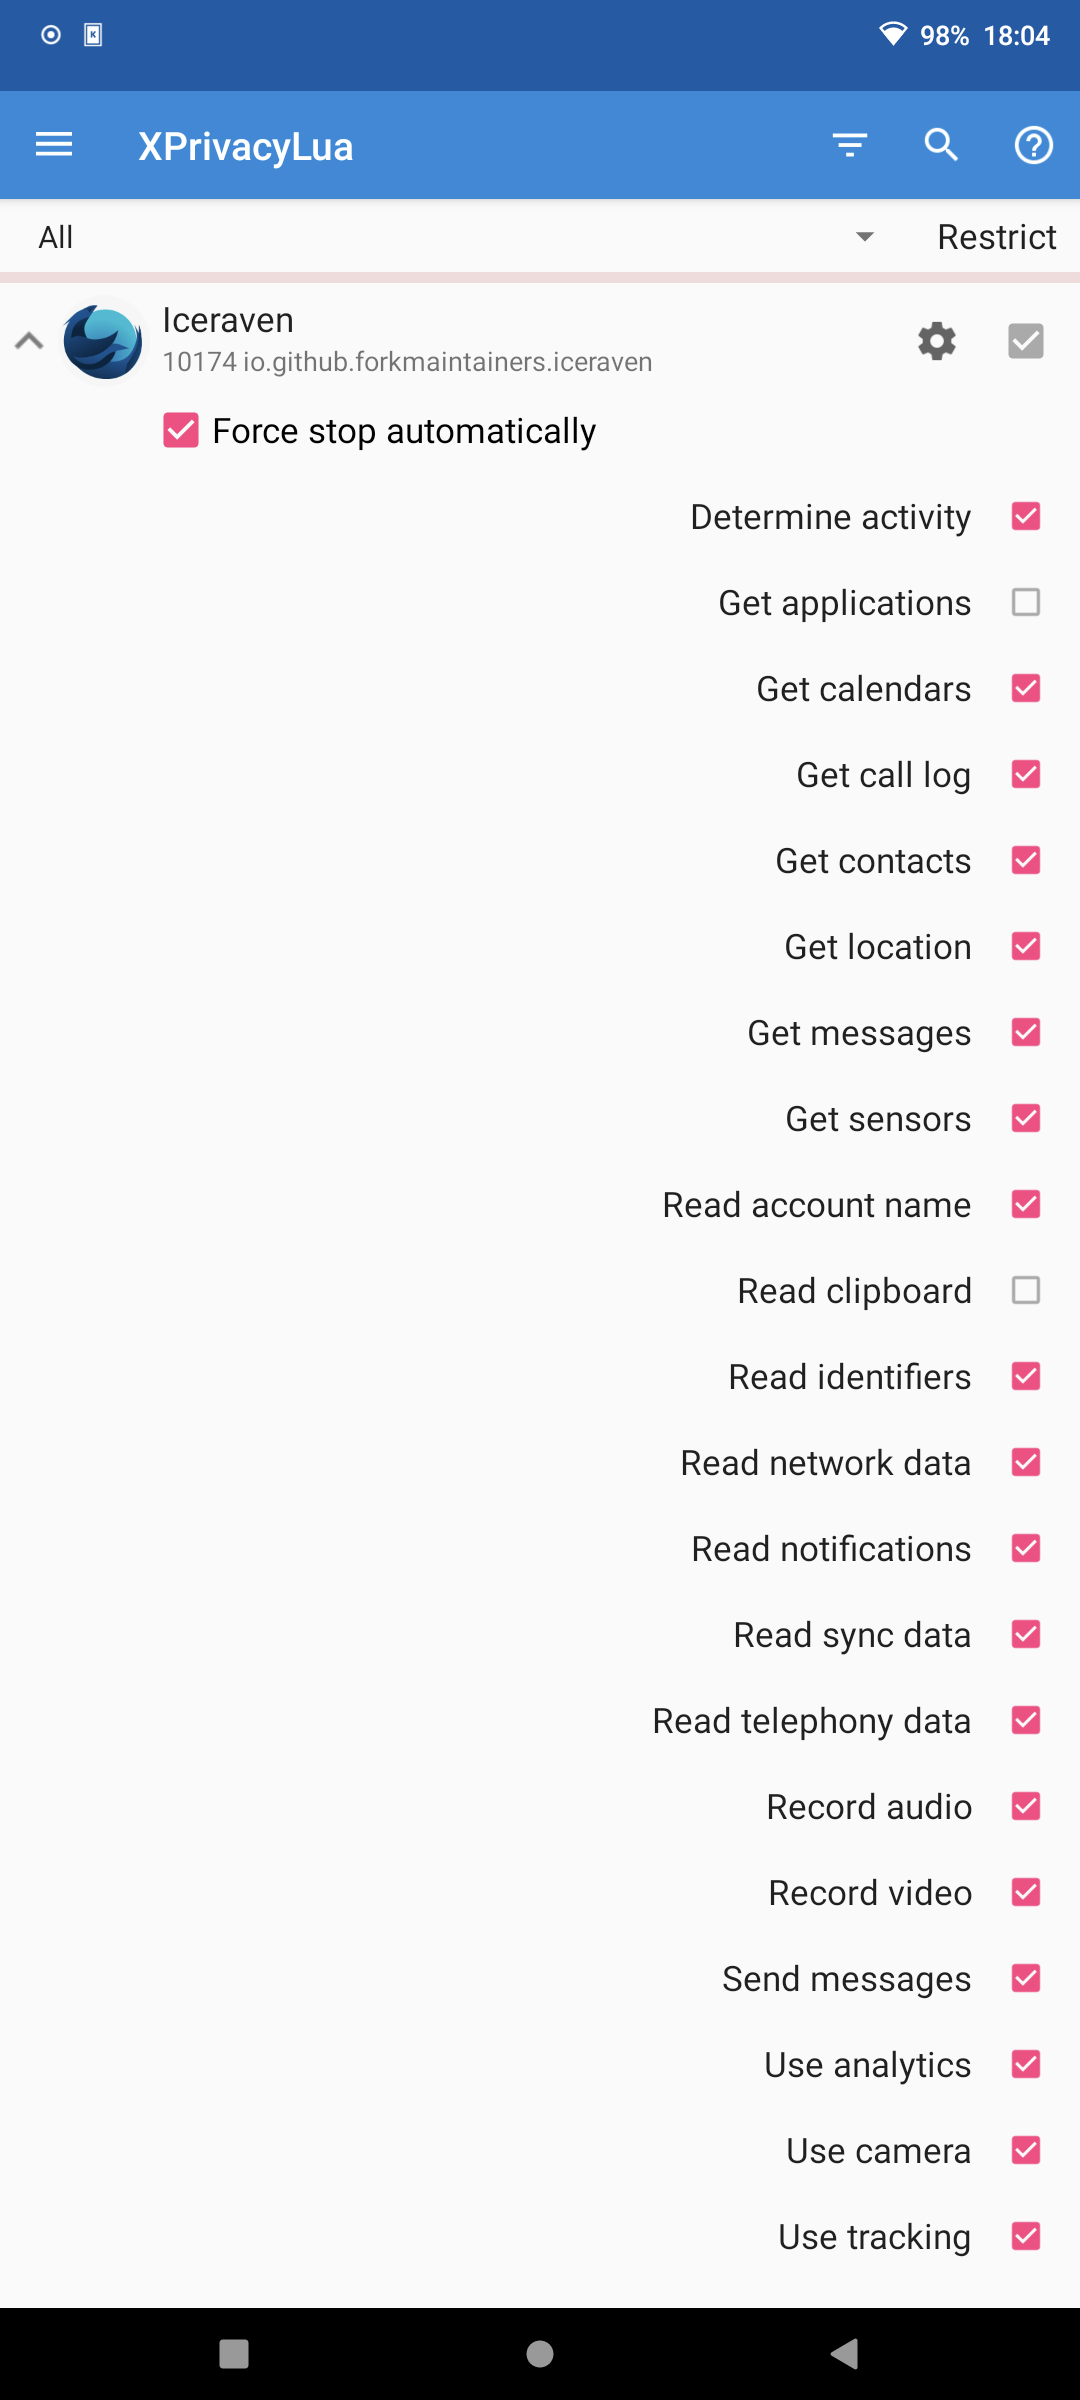 98% 18:04
XPrivacyLua
All Restrict
Iceraven
10174 io.github.forkmaintainers.iceraven
Force stop automatically
Determine activity
Get applications
Get calendars
Get call log
Get contacts
Get location
Get messages
Get sensors
Read account name
Read clipboard
Read identifiers
Read network data
Read notifications
Read sync data
Read telephony data
Record audio
Record video
Send messages
Use analytics
Use camera
Use tracking